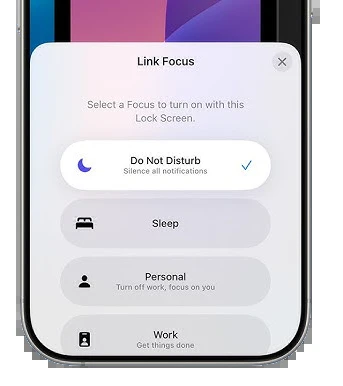 Link Focus
Select a Focus to turn on with this
Lock Screen.
Do Not Disturb
Silence all notifications
Sleep
Personal
Turn off work, focus on you
Work
Get things done